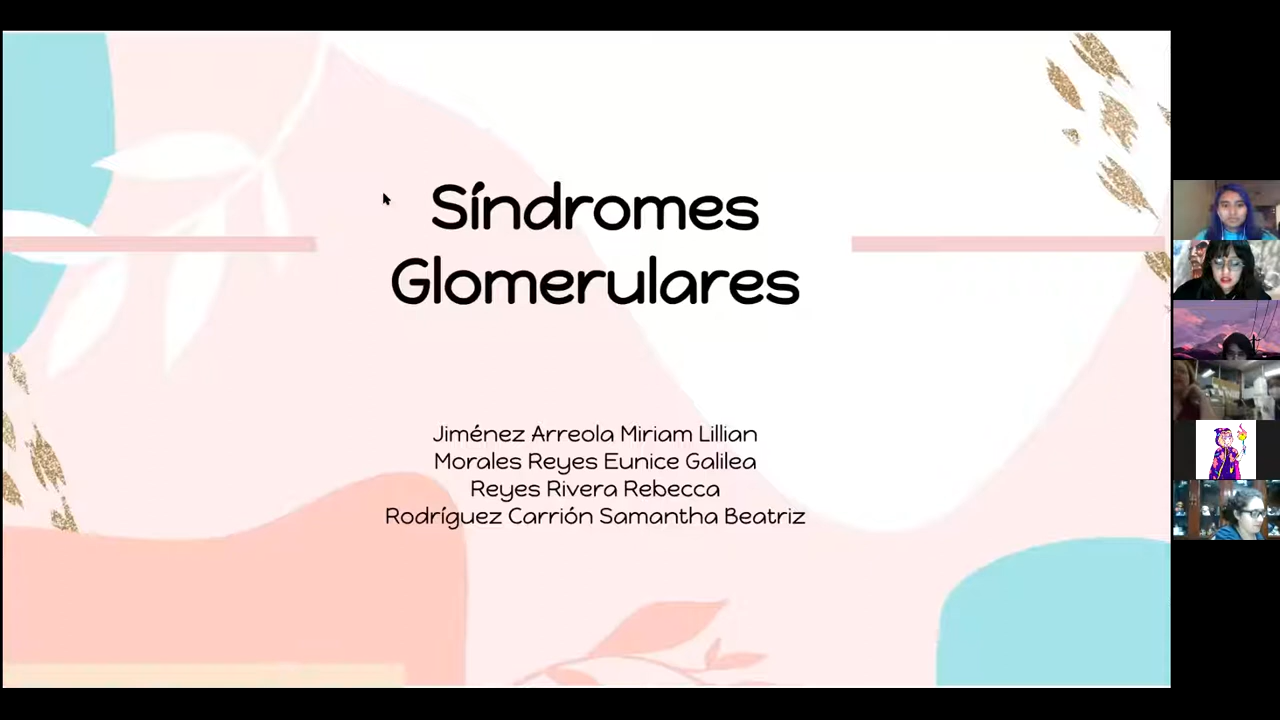 Síndromes
Glomerulares
Jiménez Arreola Miriam Lillian
Morales Reyes Eunice Galilea
Reyes Rivera Rebecca
Rodríguez Carrión Samantha Beatriz